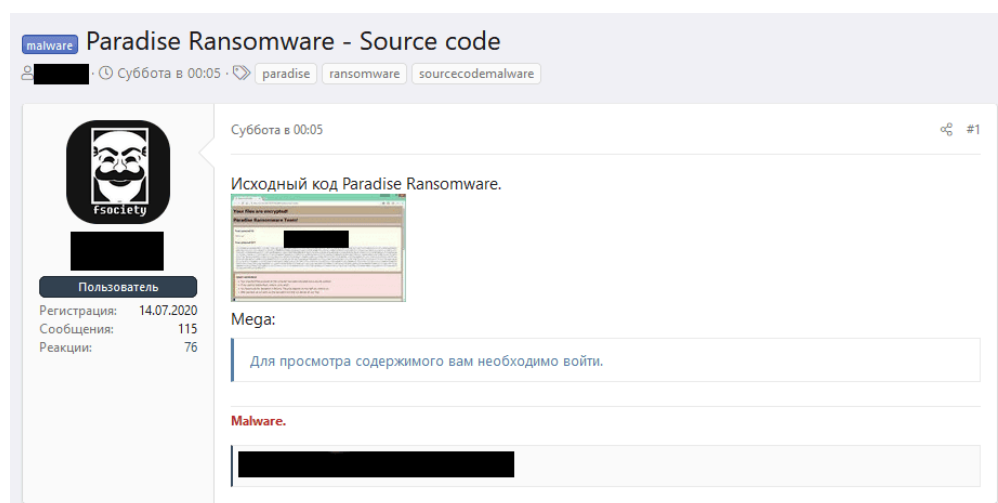 malware Paradise Ransomware - Source code
· Суббота в 00:05 · paradise ransomware sourcecodemalware
fsociety
Пользователь
Регистрация: 14.07.2020
Сообщения: 115
Реакции: 76
Суббота в 00:05 #1
Исходный код Paradise Ransomware.
Your files are encrypted!
Paradise Ransomware Team!
Mega:
Для просмотра содержимого вам необходимо войти.
Malware.